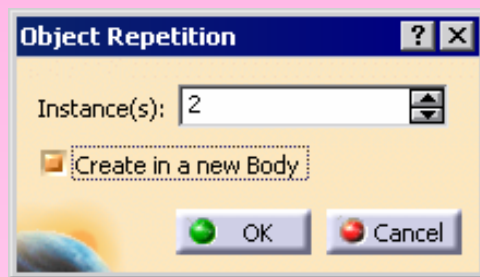 Object Repetition
Instance(s): 2
Create in a new Body
OK Cancel